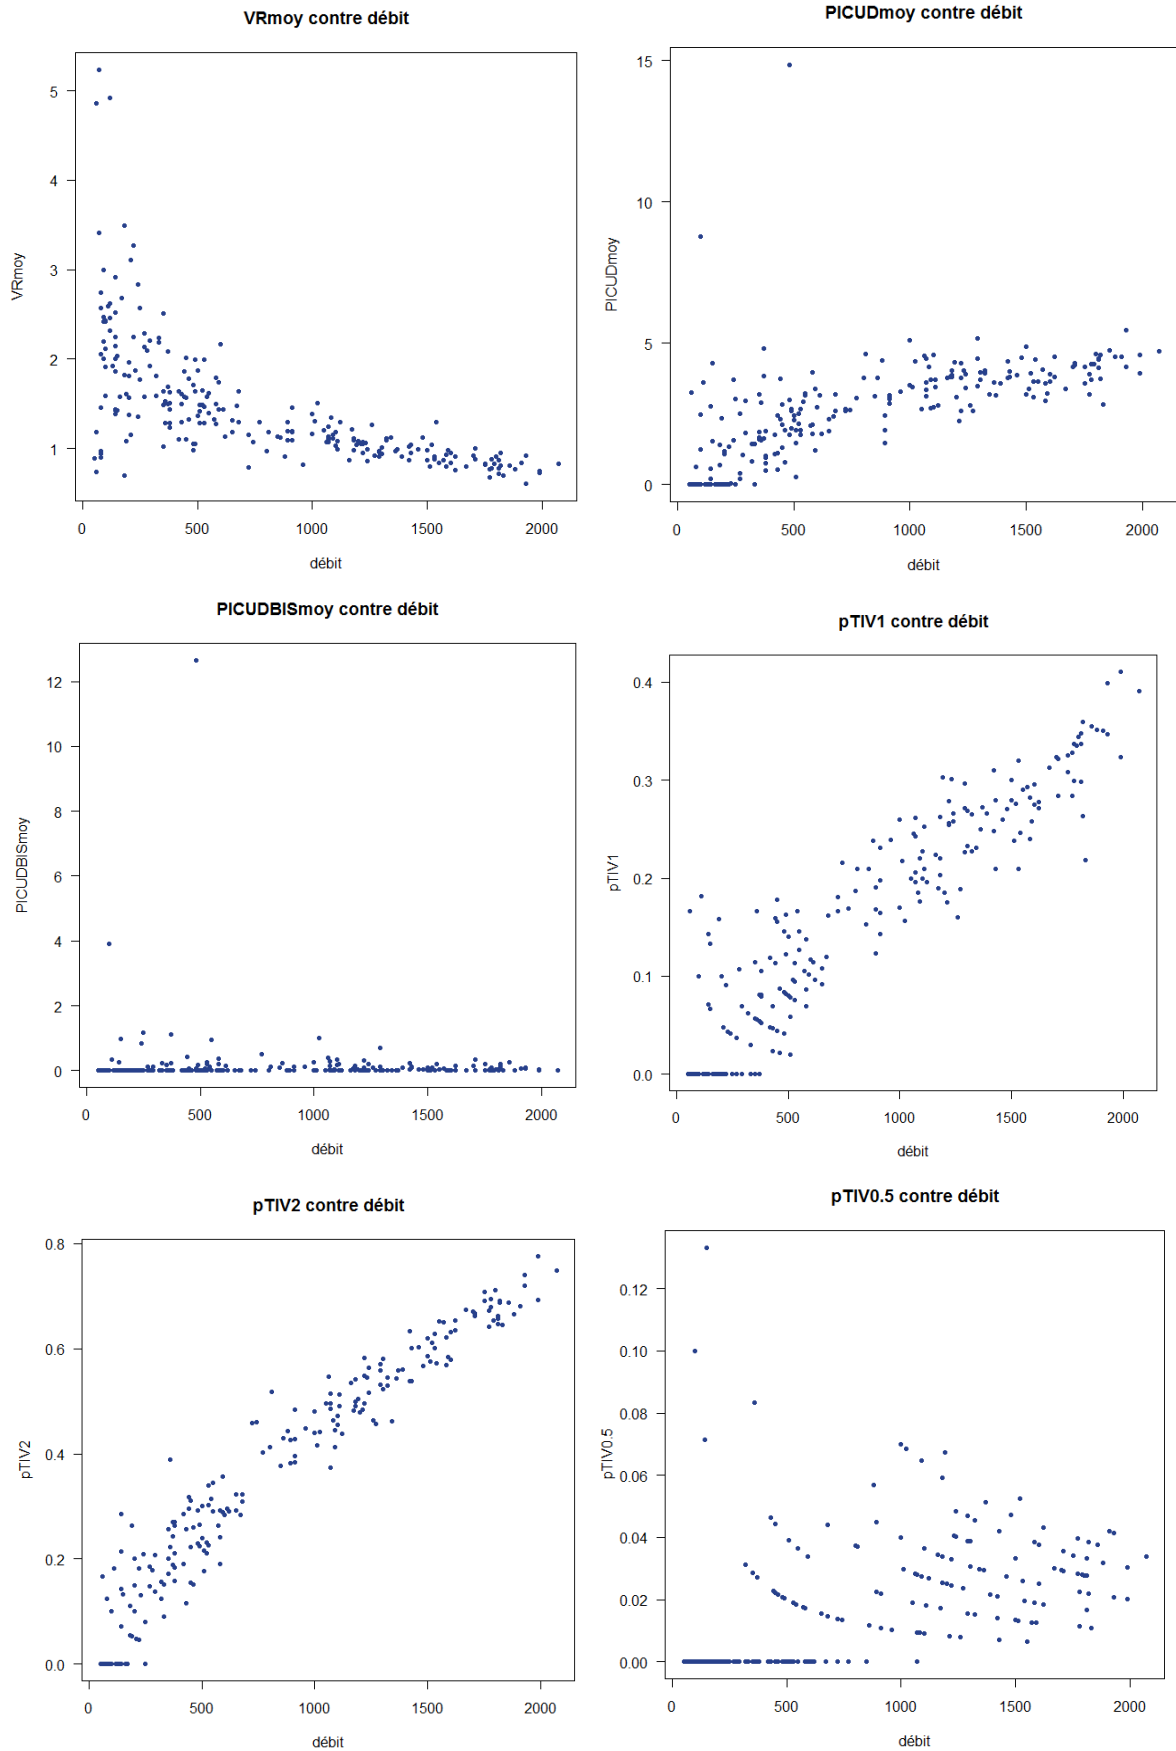 VRmoy contre débit
5
4
3
2
1
VRmoy
0 500 1000 1500 2000
débit
PICUDmoy contre débit
15
10
5
0
PICUDmoy
0 500 1000 1500 2000
débit
PICUDBISmoy contre débit
12
10
8
6
4
2
0
PICUDBISmoy
0 500 1000 1500 2000
débit
pTIV1 contre débit
0.4
0.3
0.2
0.1
0.0
pTIV1
0 500 1000 1500 2000
débit
pTIV2 contre débit
0.8
0.6
0.4
0.2
0.0
pTIV2
0 500 1000 1500 2000
débit
pTIV0.5 contre débit
0.12
0.10
0.08
0.06
0.04
0.02
0.00
pTIV0.5
0 500 1000 1500 2000
débit